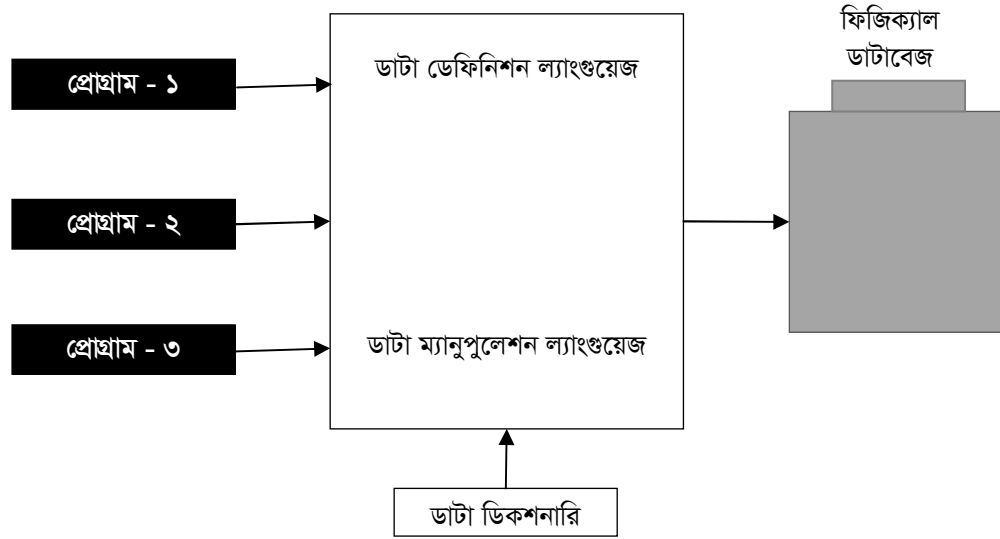 ফিজিক্যাল
ডাটাবেজ
ডাটা ডেফিনিশন ল্যাংগুয়েজ
প্রোগ্রাম - ১
প্রোগ্রাম - ২
প্রোগ্রাম - ৩
ডাটা ম্যানুপুলেশন ল্যাংগুয়েজ
ডাটা ডিকশনারি